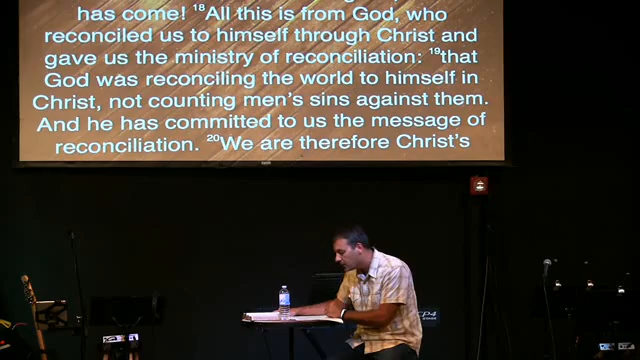 has come! ¹⁸All this is from God, who
reconciled us to himself through Christ and
gave us the ministry of reconciliation: ¹⁹that
God was reconciling the world to himself in
Christ, not counting men's sins against them.
And he has committed to us the message of
reconciliation. ²⁰We are therefore Christ's